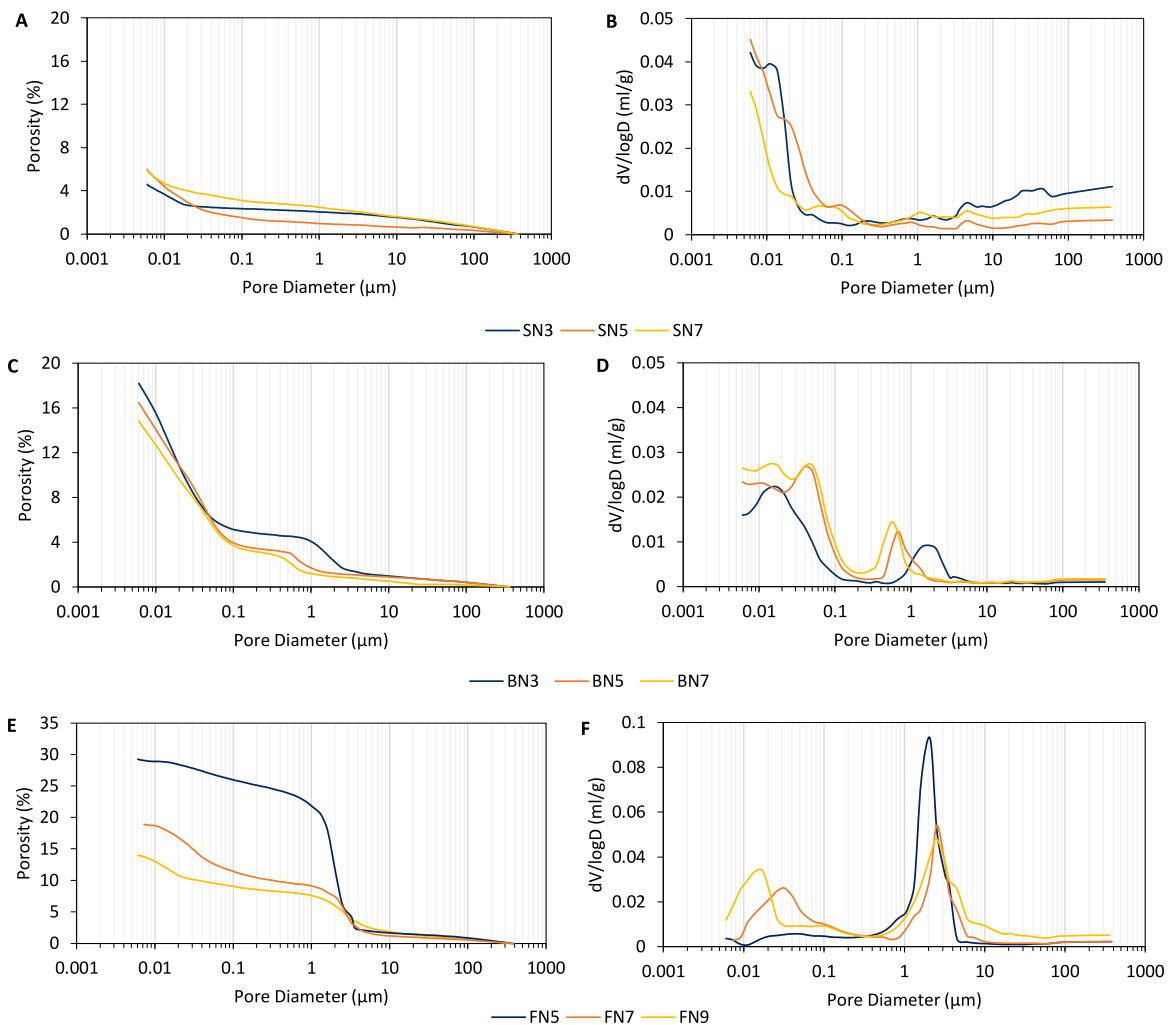 A
20
16
12
8
4
0
Porosity (%)
0.001 0.01 0.1 1 10 100 1000
Pore Diameter (µm)
B
0.05
0.04
0.03
0.02
0.01
0
dV/logD (ml/g)
0.001 0.01 0.1 1 10 100 1000
Pore Diameter (µm)
SN3 SN5 SN7
C
20
16
12
8
4
0
Porosity (%)
0.001 0.01 0.1 1 10 100 1000
Pore Diameter (µm)
D
0.05
0.04
0.03
0.02
0.01
0
dV/logD (ml/g)
0.001 0.01 0.1 1 10 100 1000
Pore Diameter (µm)
BN3 BN5 BN7
E
35
30
25
20
15
10
5
0
Porosity (%)
0.001 0.01 0.1 1 10 100 1000
Pore Diameter (µm)
F
0.1
0.08
0.06
0.04
0.02
0
dV/logD (ml/g)
0.001 0.01 0.1 1 10 100 1000
Pore Diameter (µm)
FN5 FN7 FN9